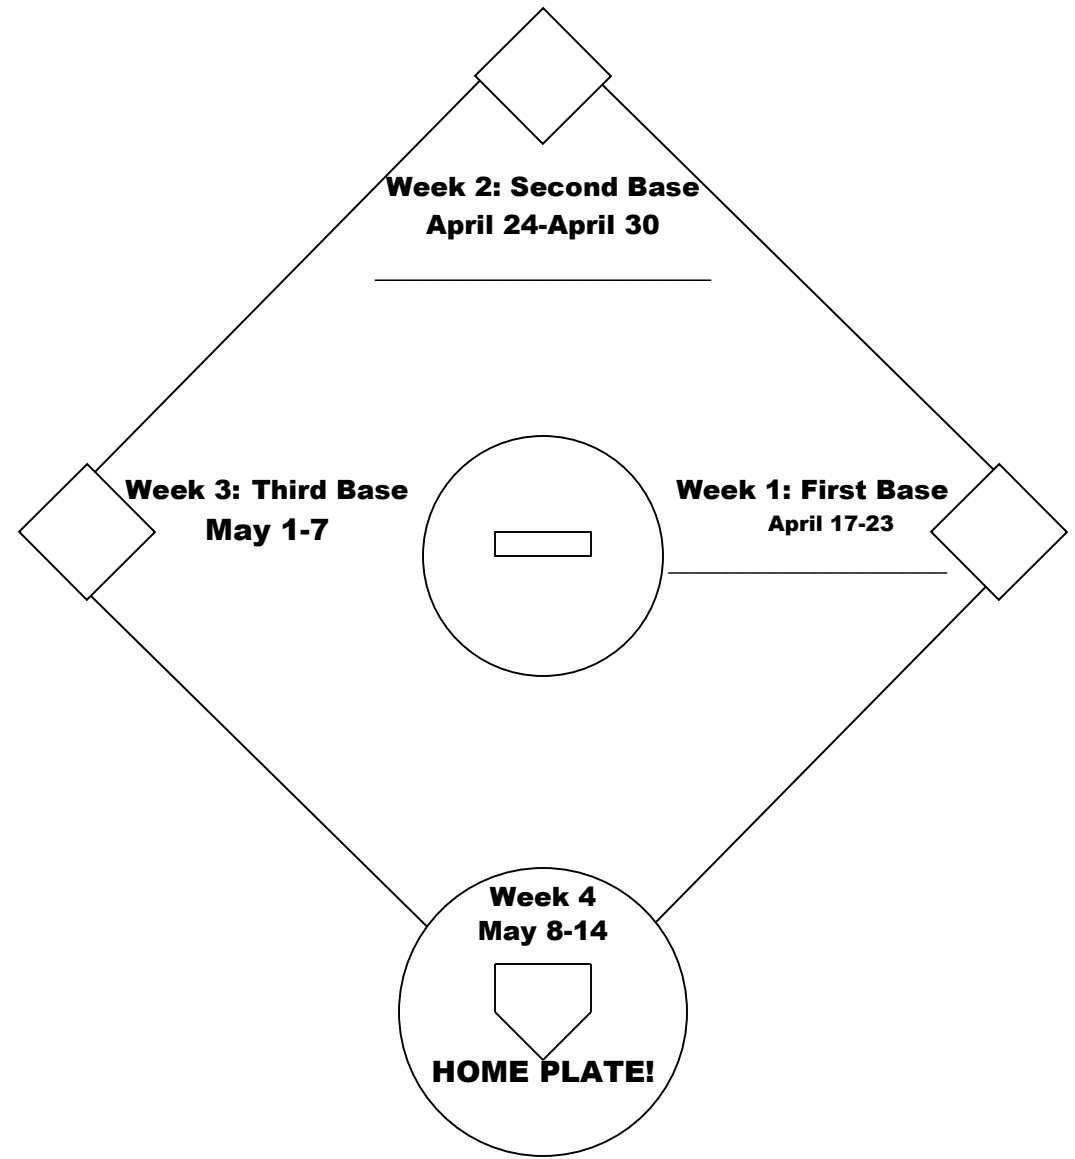 Week 2: Second Base
April 24-April 30
Week 3: Third Base
May 1-7
Week 1: First Base
April 17-23
Week 4
May 8-14
HOME PLATE!